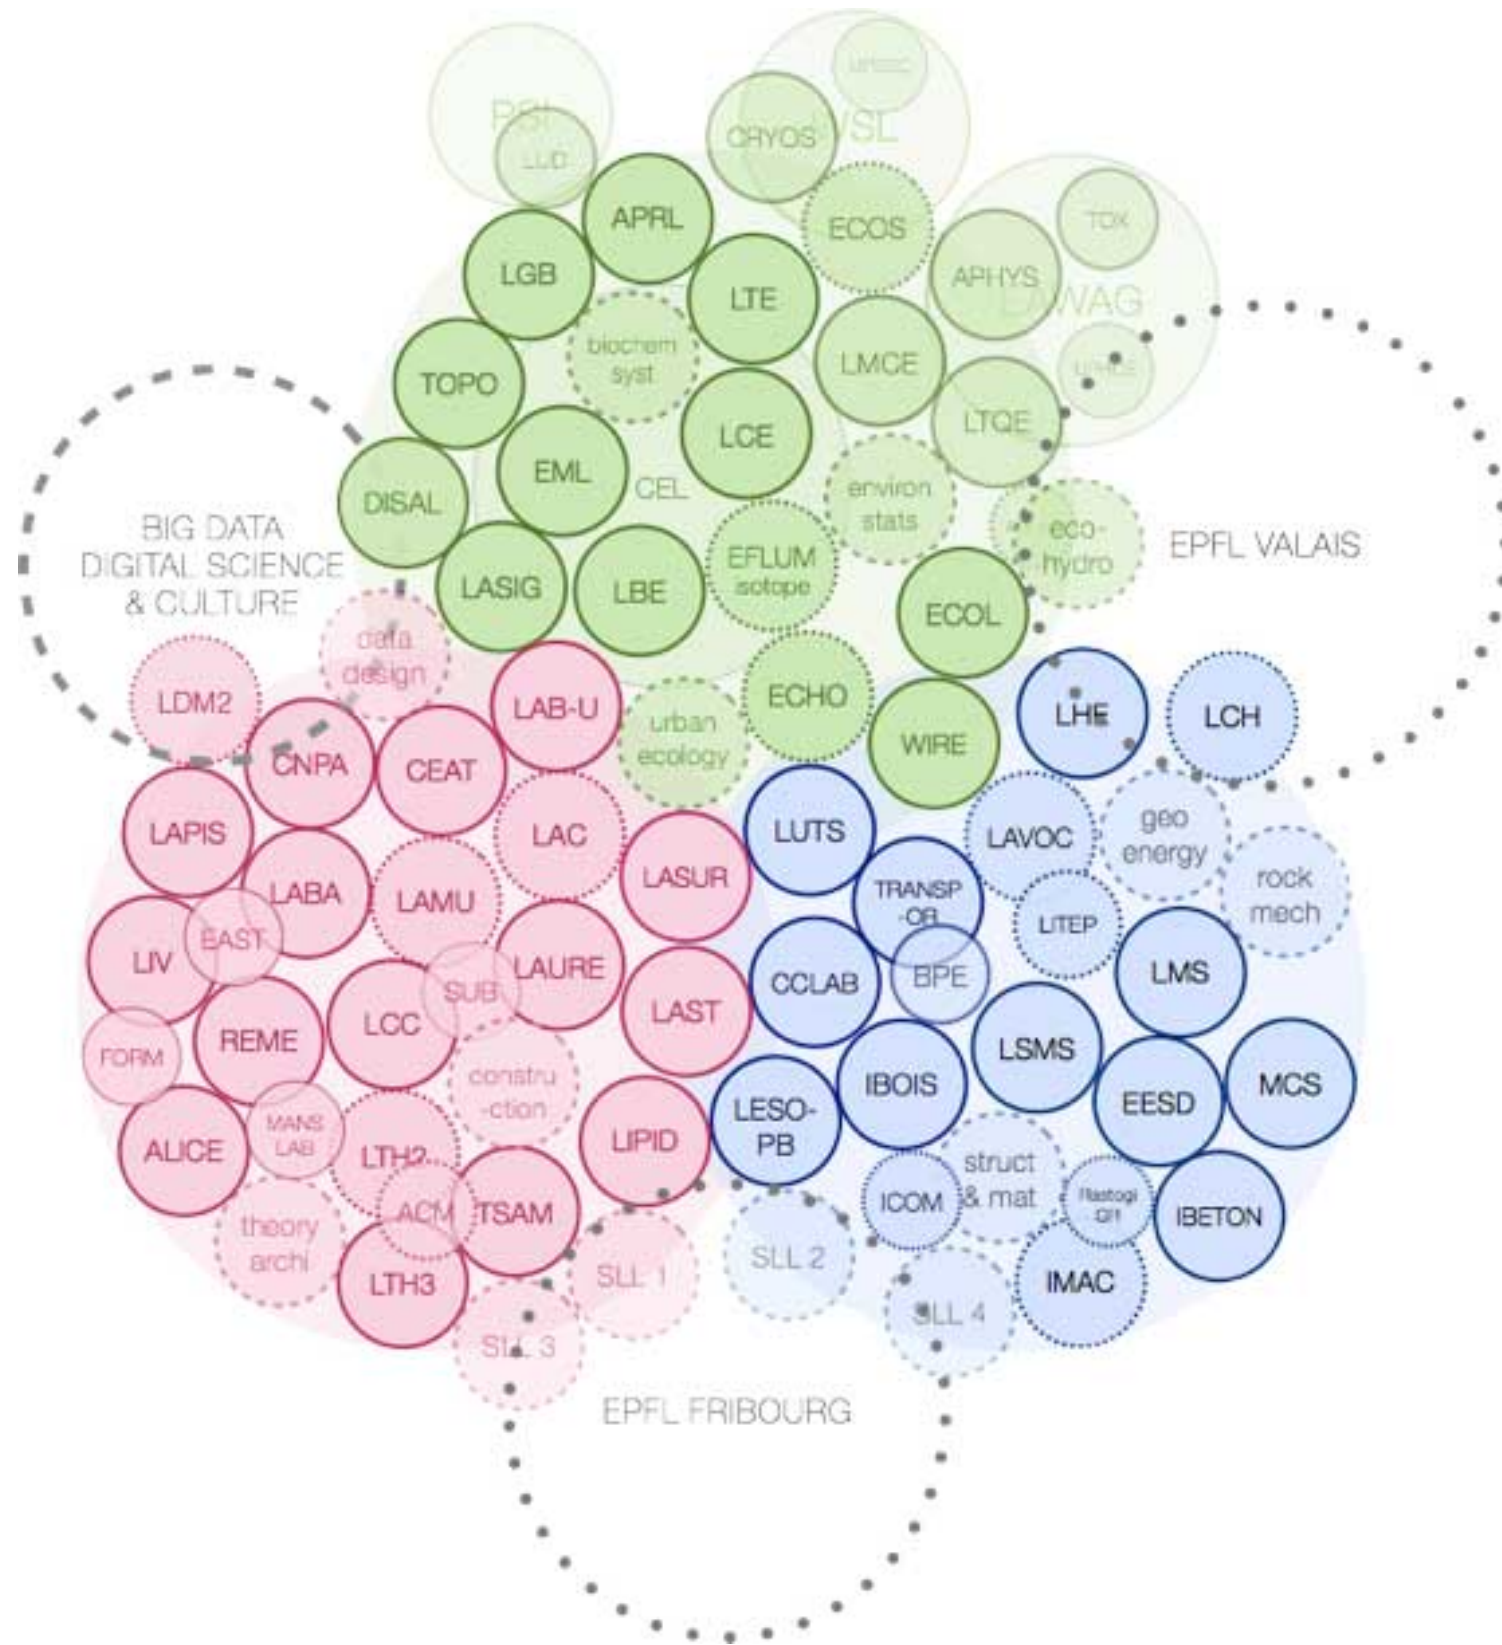 PSI
LUD
CRYOS
WSL
APRL
ECOS
TOX
LGB
APHYS
EAWAG
LTE
biochem
syst
LMCE
TOPO
LTQE
LCE
EML
CEL
environ
stats
DISAL
BIG DATA
DIGITAL SCIENCE
& CULTURE
eco-
hydro
EPFL VALAIS
EFLUM
isotope
LASIG
LBE
ECOL
data
design
LDM2
LAB-U
ECHO
LHE
LCH
urban
ecology
WIRE
CNPA
CEAT
LAPIS
LAC
LUTS
LAVOC
geo
energy
LABA
LAMU
LASUR
TRANSP
-OR
rock
mech
LITEP
EAST
LIV
LAURE
SUB
CCLAB
BPE
LMS
LCC
LAST
REME
FORM
LSMS
constru
-ction
IBOIS
EESD
MCS
LESO-
PB
MANS
LAB
ALICE
LTH2
LIPID
struct
& mat
ICOM
ACM
TSAM
IBETON
theory
archi
LTH3
SLL 1
SLL 2
IMAC
SLL 4
SLL 3
EPFL FRIBOURG